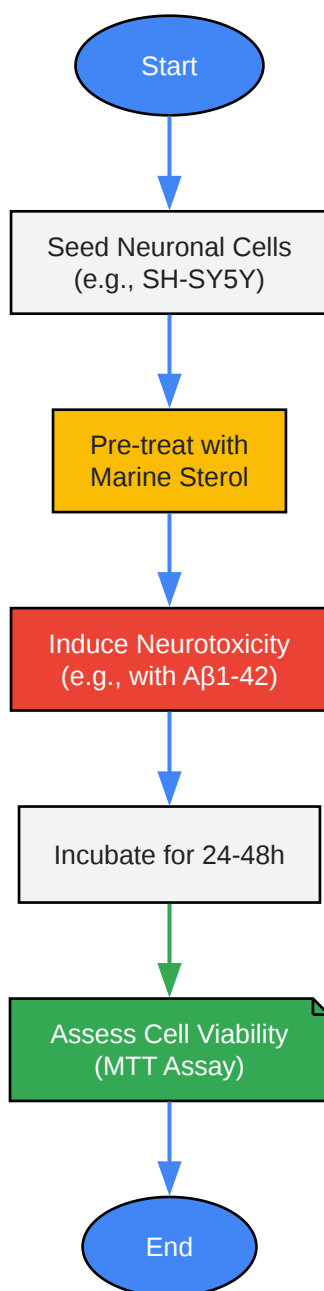 Start
Seed Neuronal Cells
(e.g., SH-SY5Y)
Pre-treat with
Marine Sterol
Induce Neurotoxicity
(e.g., with Aβ1-42)
Incubate for 24-48h
Assess Cell Viability
(MTT Assay)
End